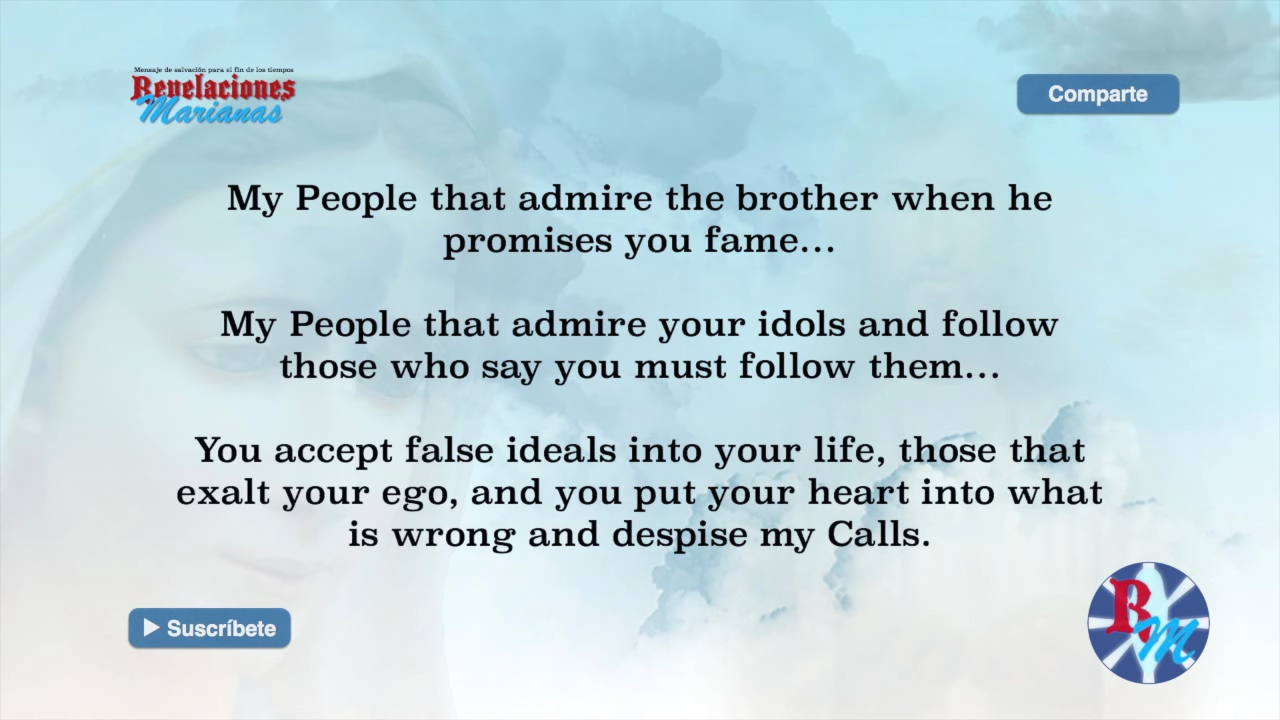 Mensaje de salvación para el fin de los tiempos
Revelaciones
Marianas
Comparte
My People that admire the brother when he
promises you fame...
My People that admire your idols and follow
those who say you must follow them...
You accept false ideals into your life, those that
exalt your ego, and you put your heart into what
is wrong and despise my Calls.
Suscríbete
RM